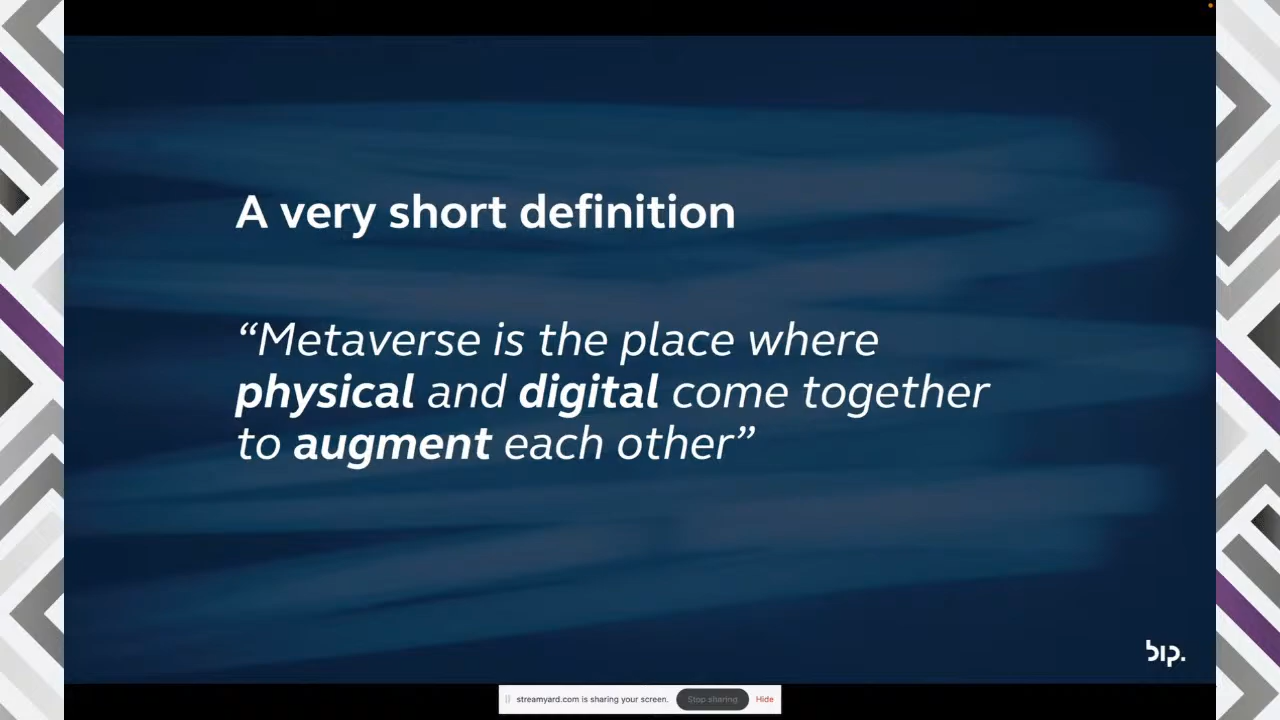 A very short definition
“Metaverse is the place where
physical and digital come together
to augment each other”
bip.
streamyard.com is sharing your screen.
Stop sharing
Hide